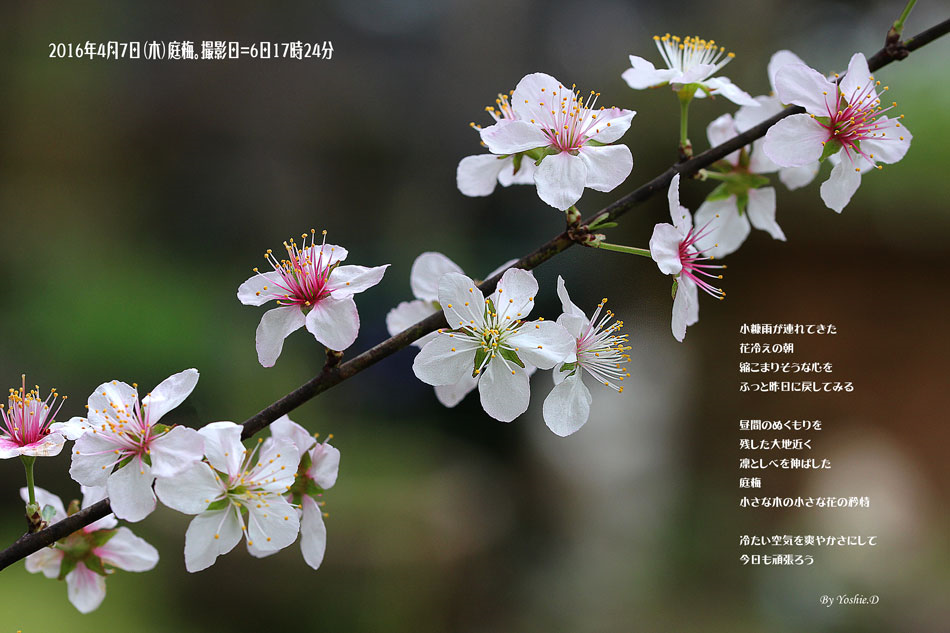 2016年4月7日(木)庭梅。撮影日=6日17時24分
小糠雨が連れてきた
花冷えの朝
縮こまりそうな心を
ふっと昨日に戻してみる
昼間のぬくもりを
残した大地近く
凛としべを伸ばした
庭梅
小さな木の小さな花の矜恃
冷たい空気を爽やかさにして
今日も頑張ろう
By Yoshie.D